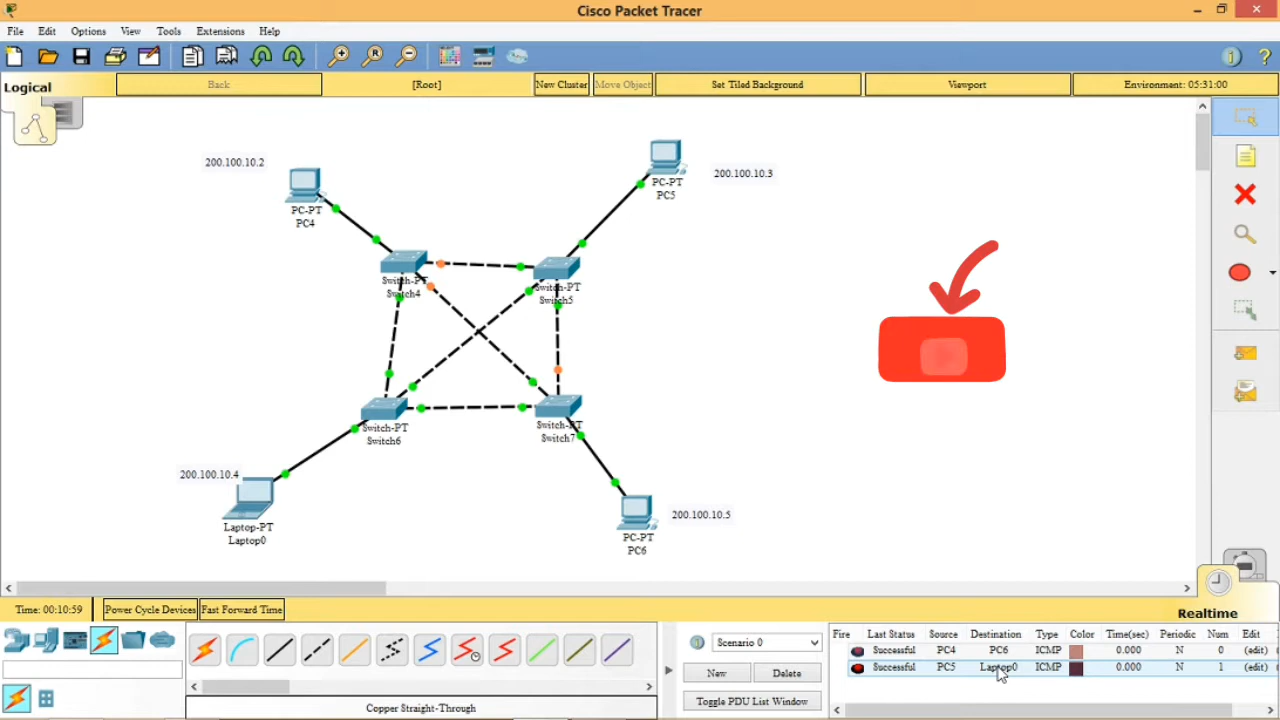 Cisco Packet Tracer
File Edit Options View Tools Extensions Help
Logical Back [Root] New Cluster Move Object Set Tiled Background Viewport Environment: 05:31:00
200.100.10.2
PC-PT
PC4
PC-PT
PC5
200.100.10.3
Switch-PT
Switch4
Switch-PT
Switch5
Switch-PT
Switch6
Switch-PT
Switch7
200.100.10.4
Laptop-PT
Laptop0
200.100.10.5
PC-PT
PC6
Time: 00:10:59 Power Cycle Devices Fast Forward Time Realtime
Scenario 0
New Delete
Toggle PDU List Window
Copper Straight-Through
Fire Last Status Source Destination Type Color Time(sec) Periodic Num Edit
Successful PC4 PC6 ICMP 0.000 N 0 (edit)
Successful PC5 Laptop0 ICMP 0.000 N 1 (edit)